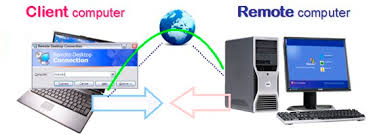 Client computer
Remote computer
Remote Desktop Connection
Remote Desktop
Connection